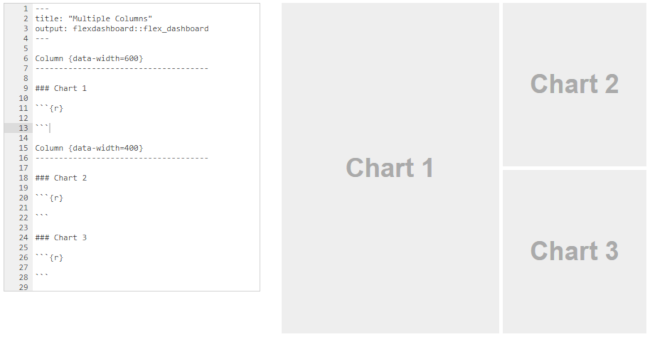 1 ---
2 title: "Multiple Columns"
3 output: flexdashboard::flex_dashboard
4 ---
5
6 Column {data-width=600}
7 -------------------------------------
8
9 ### Chart 1
10
11 ```{r}
12
13 ```
14
15 Column {data-width=400}
16 -------------------------------------
17
18 ### Chart 2
19
20 ```{r}
21
22 ```
23
24 ### Chart 3
25
26 ```{r}
27
28 ```
29
Chart 1
Chart 2
Chart 3